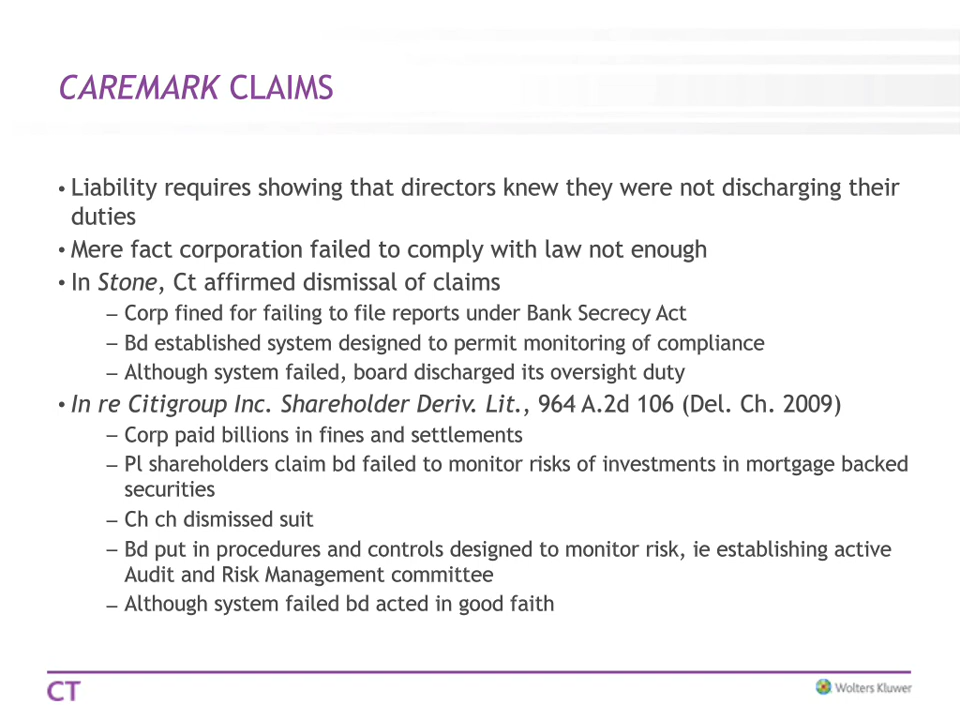 CAREMARK CLAIMS
• Liability requires showing that directors knew they were not discharging their
duties
• Mere fact corporation failed to comply with law not enough
• In Stone, Ct affirmed dismissal of claims
– Corp fined for failing to file reports under Bank Secrecy Act
– Bd established system designed to permit monitoring of compliance
– Although system failed, board discharged its oversight duty
• In re Citigroup Inc. Shareholder Deriv. Lit., 964 A.2d 106 (Del. Ch. 2009)
– Corp paid billions in fines and settlements
– Pl shareholders claim bd failed to monitor risks of investments in mortgage backed
securities
– Ch ch dismissed suit
– Bd put in procedures and controls designed to monitor risk, ie establishing active
Audit and Risk Management committee
– Although system failed bd acted in good faith
CT
Wolters Kluwer